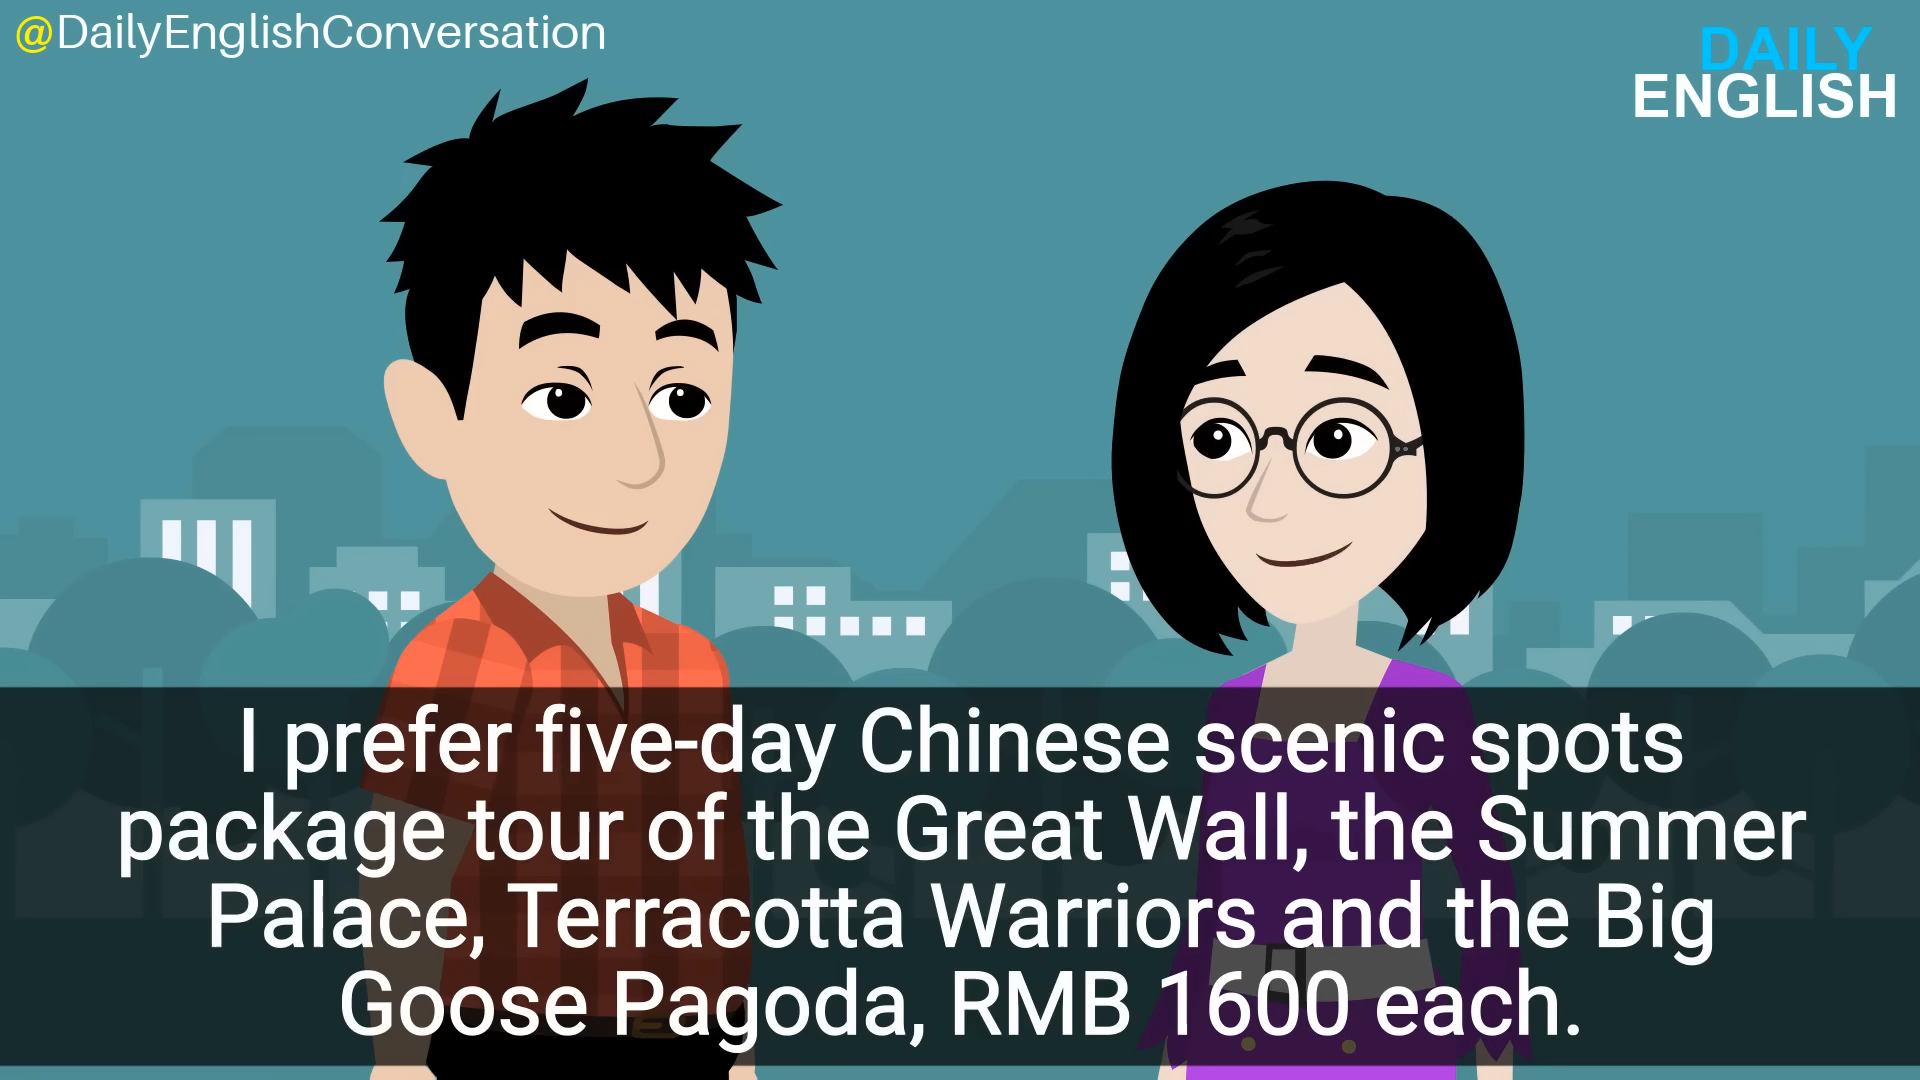 @DailyEnglishConversation
DAILY
ENGLISH
I prefer five-day Chinese scenic spots
package tour of the Great Wall, the Summer
Palace, Terracotta Warriors and the Big
Goose Pagoda, RMB 1600 each.